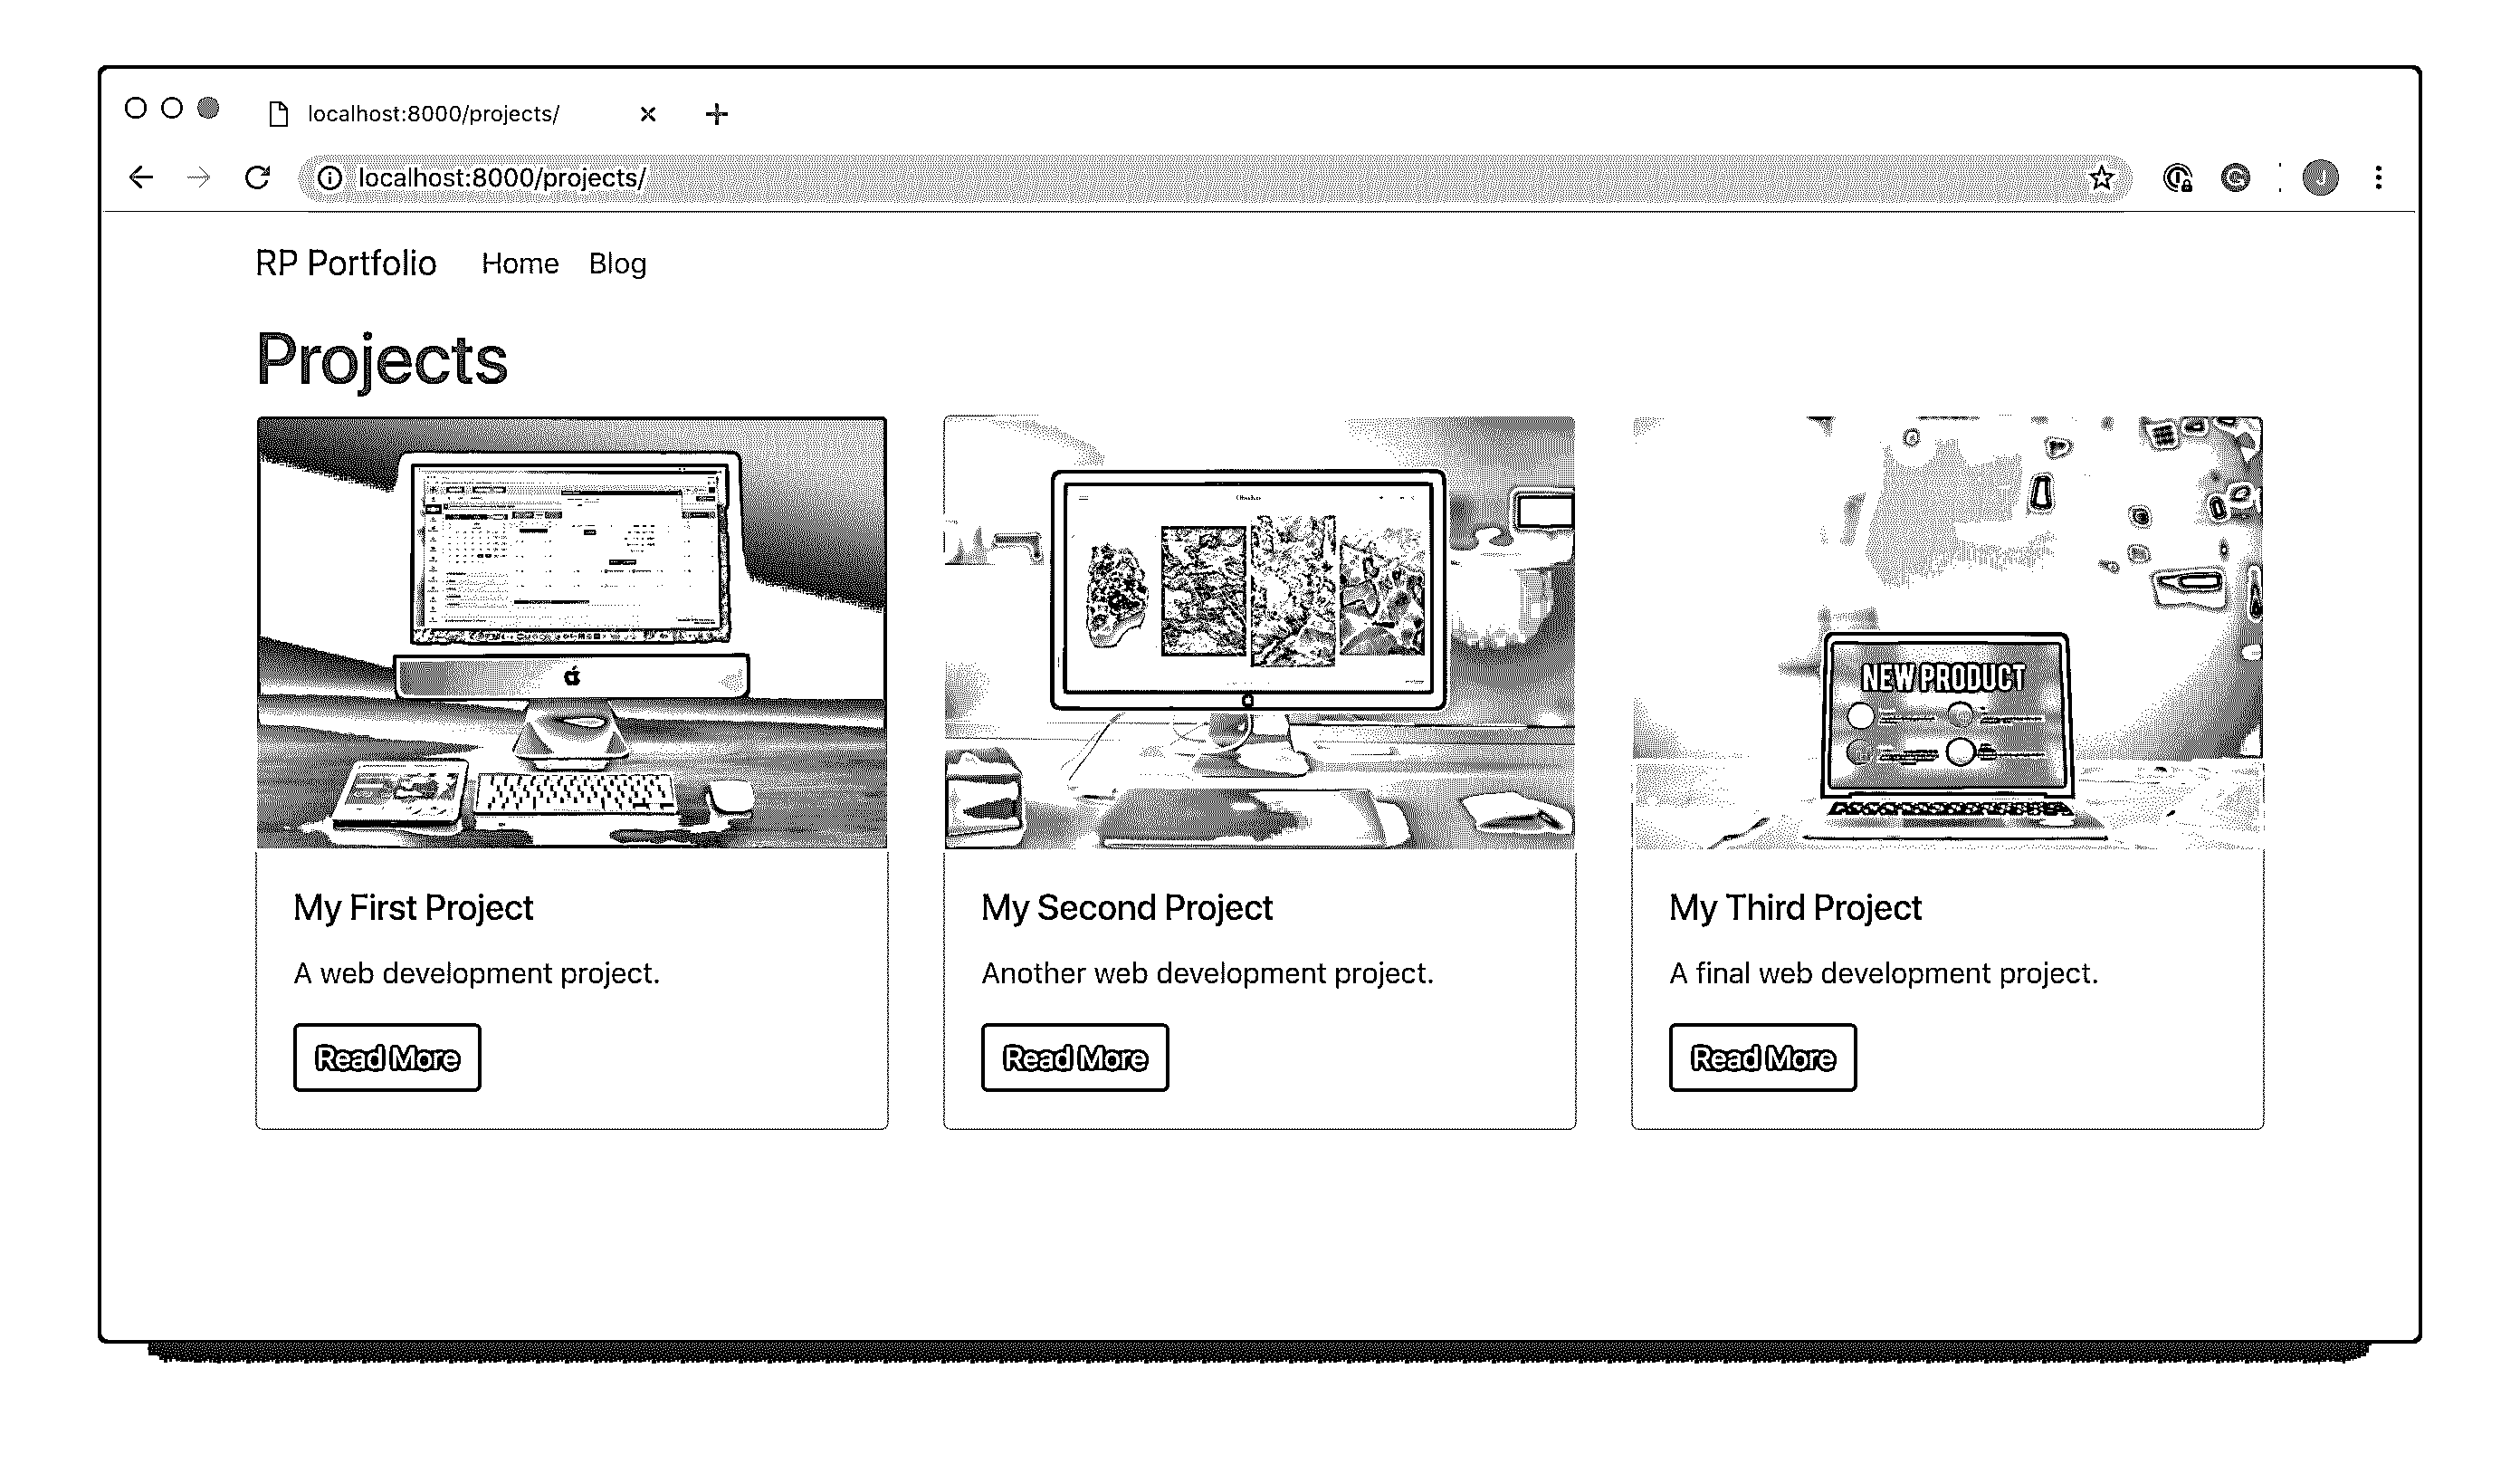 localhost:8000/projects/
localhost:8000/projects/
J
RP Portfolio Home Blog
Projects
NEW PRODUCT
My First Project
My Second Project
My Third Project
A web development project.
Another web development project.
A final web development project.
Read More
Read More
Read More